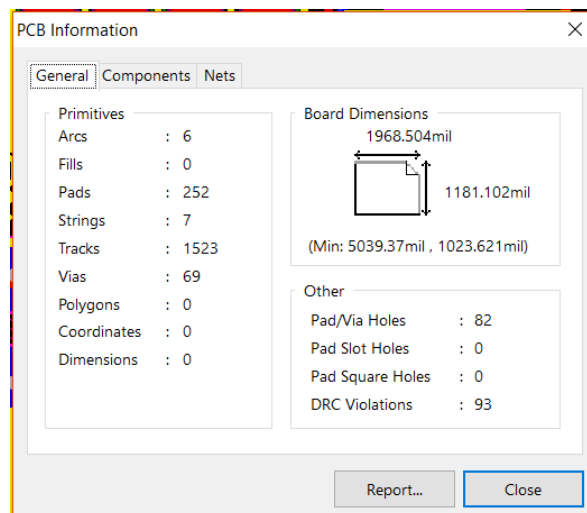 PCB Information
General Components Nets
Primitives
Arcs : 6
Fills : 0
Pads : 252
Strings : 7
Tracks : 1523
Vias : 69
Polygons : 0
Coordinates : 0
Dimensions : 0
Board Dimensions
1968.504mil
1181.102mil
(Min: 5039.37mil , 1023.621mil)
Other
Pad/Via Holes : 82
Pad Slot Holes : 0
Pad Square Holes : 0
DRC Violations : 93
Report... Close